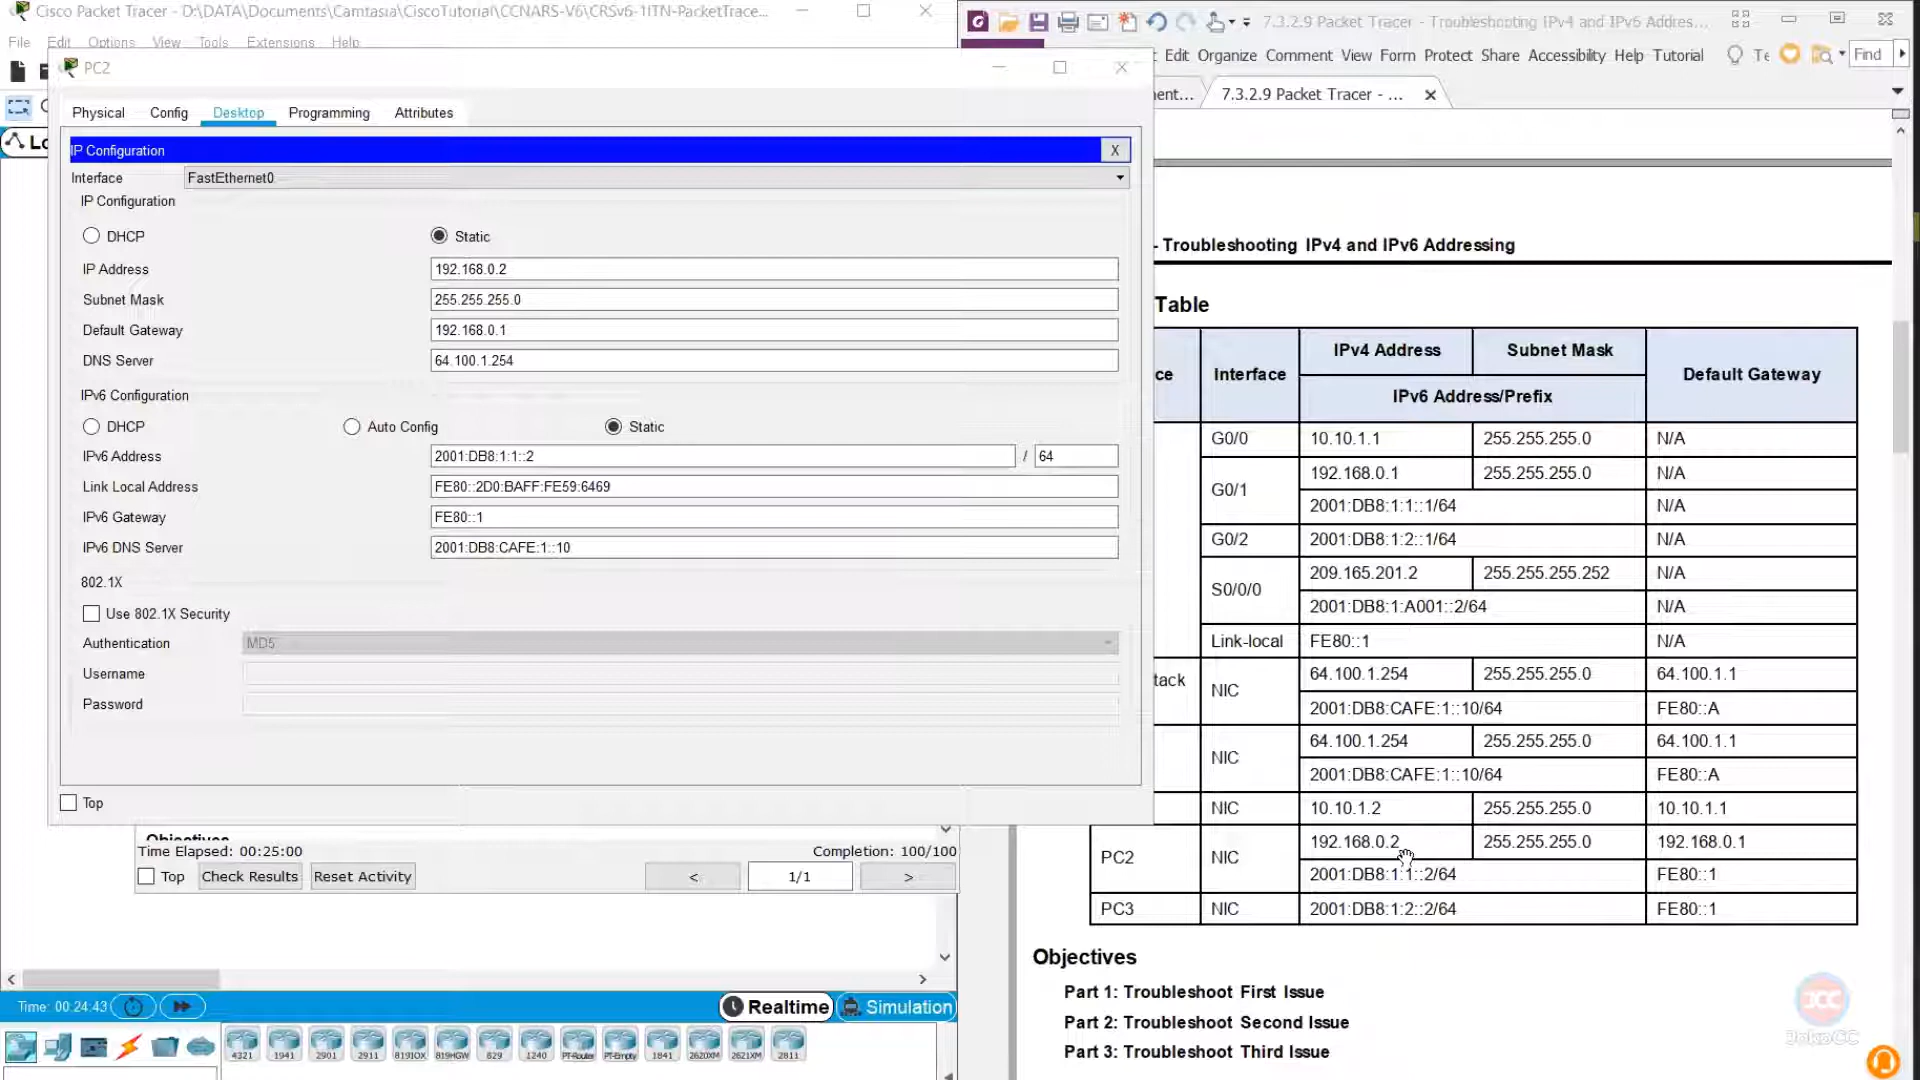 Cisco Packet Tracer - D:\DATA\Documents\Camtasia\CiscoTutorial\CCNARS-V6\CRSv6-1ITN-PacketTrace...
File Edit Options View Tools Extensions Help
PC2
Physical Config Desktop Programming Attributes
IP Configuration X
Interface FastEthernet0
IP Configuration
DHCP Static
IP Address 192.168.0.2
Subnet Mask 255.255.255.0
Default Gateway 192.168.0.1
DNS Server 64.100.1.254
IPv6 Configuration
DHCP Auto Config Static
IPv6 Address 2001:DB8:1:1::2 / 64
Link Local Address FE80::2D0:BAFF:FE59:6469
IPv6 Gateway FE80::1
IPv6 DNS Server 2001:DB8:CAFE:1::10
802.1X
Use 802.1X Security
Authentication MD5
Username
Password
Top
Objectives
Time Elapsed: 00:25:00 Completion: 100/100
Top Check Results Reset Activity < 1/1 >
Time: 00:24:43 Realtime Simulation
4321 1941 2901 2911 819IOX 819HGW 829 1240 PT-Router PT-Empty 1841 2620XM 2621XM 2811
7.3.2.9 Packet Tracer - Troubleshooting IPv4 and IPv6 Addres...
Edit Organize Comment View Form Protect Share Accessibility Help Tutorial Te Find
ent... 7.3.2.9 Packet Tracer - ...
- Troubleshooting IPv4 and IPv6 Addressing
Table
ce Interface IPv4 Address Subnet Mask Default Gateway
IPv6 Address/Prefix
G0/0 10.10.1.1 255.255.255.0 N/A
G0/1 192.168.0.1 255.255.255.0 N/A
2001:DB8:1:1::1/64 N/A
G0/2 2001:DB8:1:2::1/64 N/A
S0/0/0 209.165.201.2 255.255.255.252 N/A
2001:DB8:1:A001::2/64 N/A
Link-local FE80::1 N/A
tack NIC 64.100.1.254 255.255.255.0 64.100.1.1
2001:DB8:CAFE:1::10/64 FE80::A
NIC 64.100.1.254 255.255.255.0 64.100.1.1
2001:DB8:CAFE:1::10/64 FE80::A
NIC 10.10.1.2 255.255.255.0 10.10.1.1
PC2 NIC 192.168.0.2 255.255.255.0 192.168.0.1
2001:DB8:1:1::2/64 FE80::1
PC3 NIC 2001:DB8:1:2::2/64 FE80::1
Objectives
Part 1: Troubleshoot First Issue
Part 2: Troubleshoot Second Issue
Part 3: Troubleshoot Third Issue
JokoCC